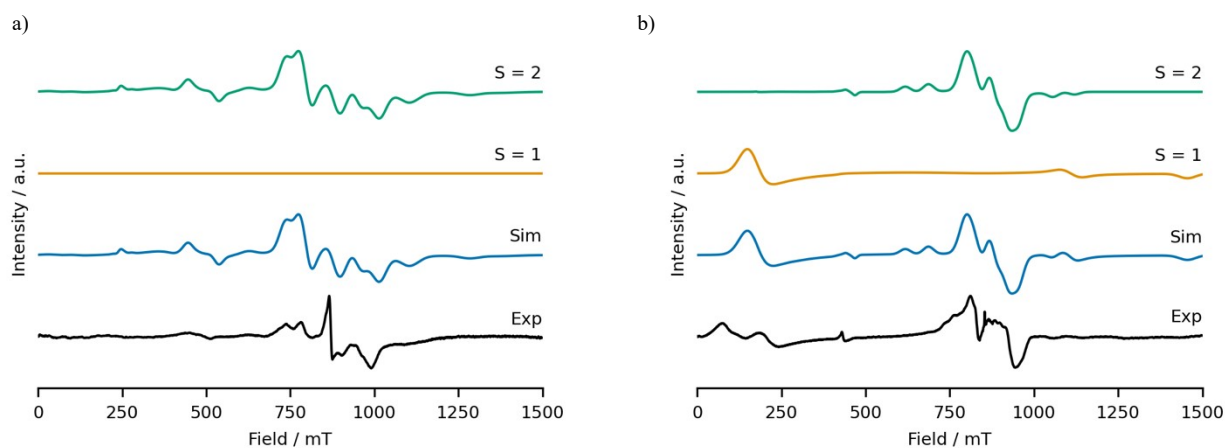 a)
S = 2
S = 1
Sim
Exp
Intensity / a.u.
0 250 500 750 1000 1250 1500
Field / mT
b)
S = 2
S = 1
Sim
Exp
Intensity / a.u.
0 250 500 750 1000 1250 1500
Field / mT